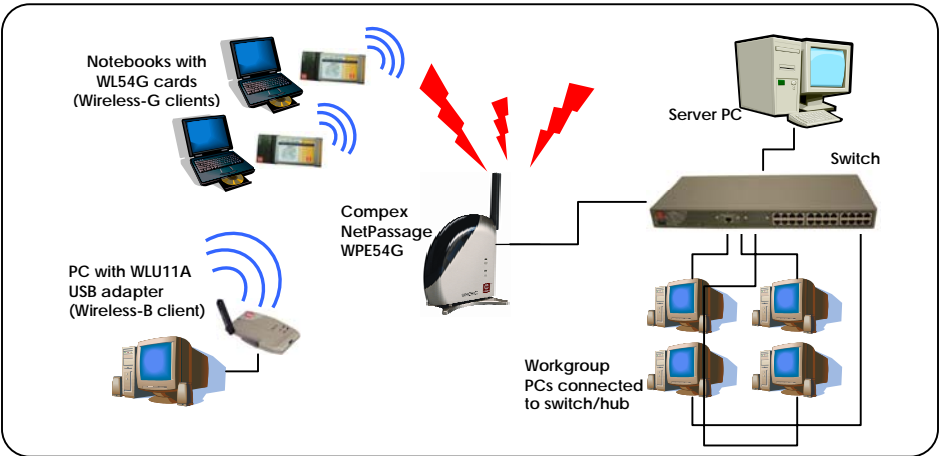 Notebooks with
WL54G cards
(Wireless-G clients)
Server PC
Switch
Compex
NetPassage
WPE54G
PC with WLU11A
USB adapter
(Wireless-B client)
Workgroup
PCs connected
to switch/hub